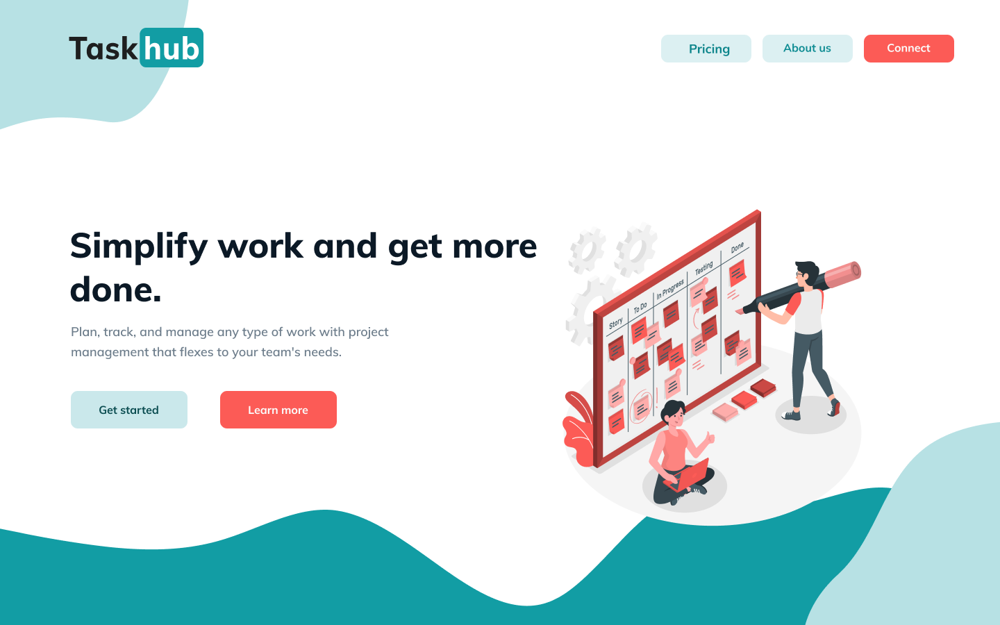 Taskhub
Pricing
About us
Connect
Simplify work and get more
done.
Plan, track, and manage any type of work with project
management that flexes to your team's needs.
Get started
Learn more
Story
To Do
In Progress
Testing
Done